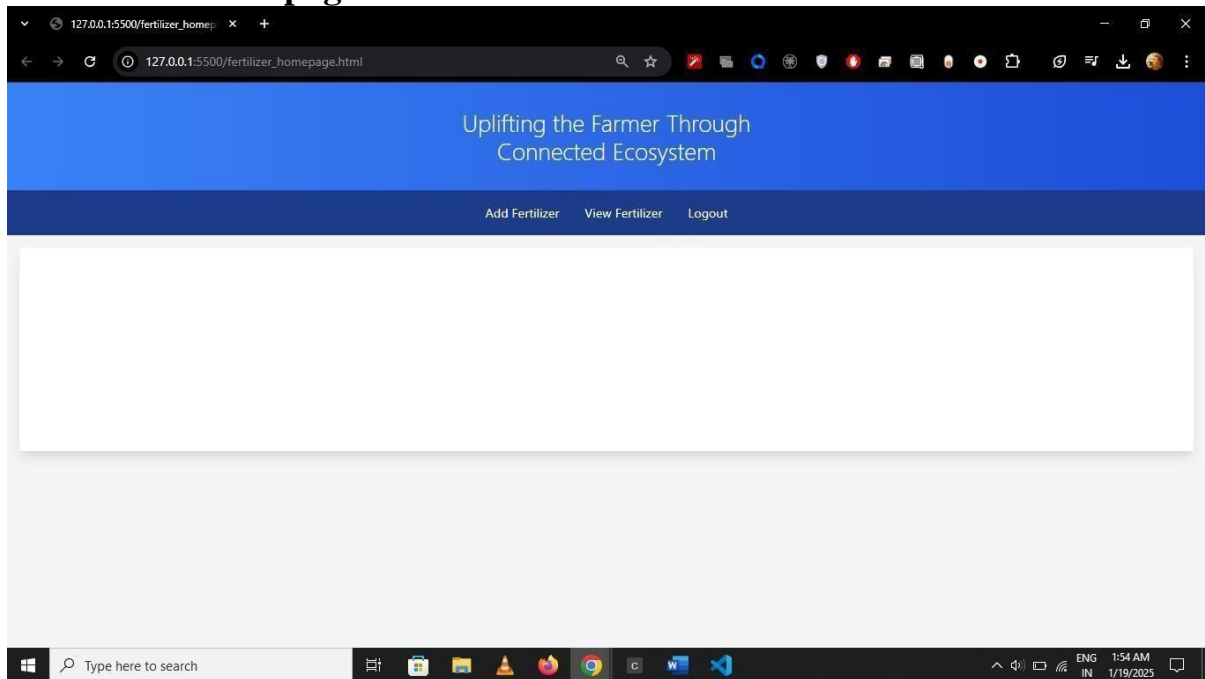 127.0.0.1:5500/fertilizer_homep
127.0.0.1:5500/fertilizer_homepage.html
Uplifting the Farmer Through
Connected Ecosystem
Add Fertilizer View Fertilizer Logout
Type here to search
C
W
ENG 1:54 AM
IN 1/19/2025